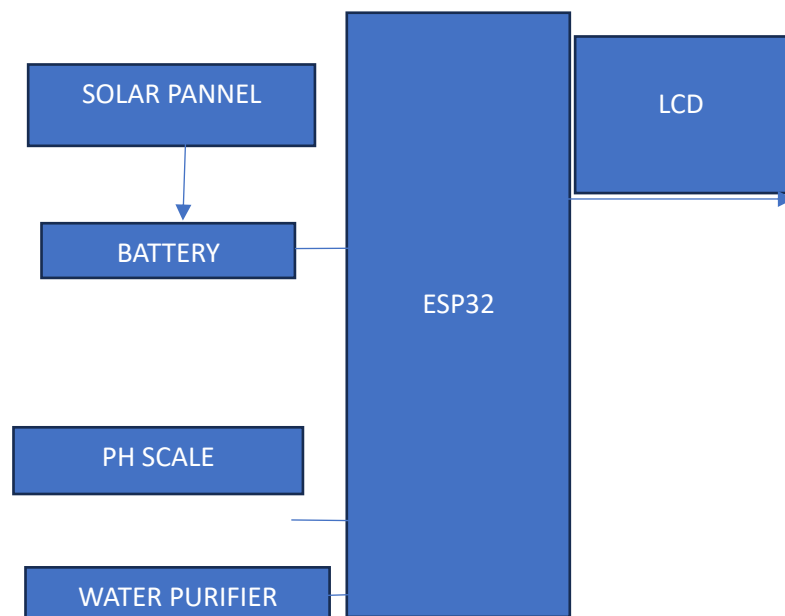 SOLAR PANNEL
LCD
BATTERY
ESP32
PH SCALE
WATER PURIFIER